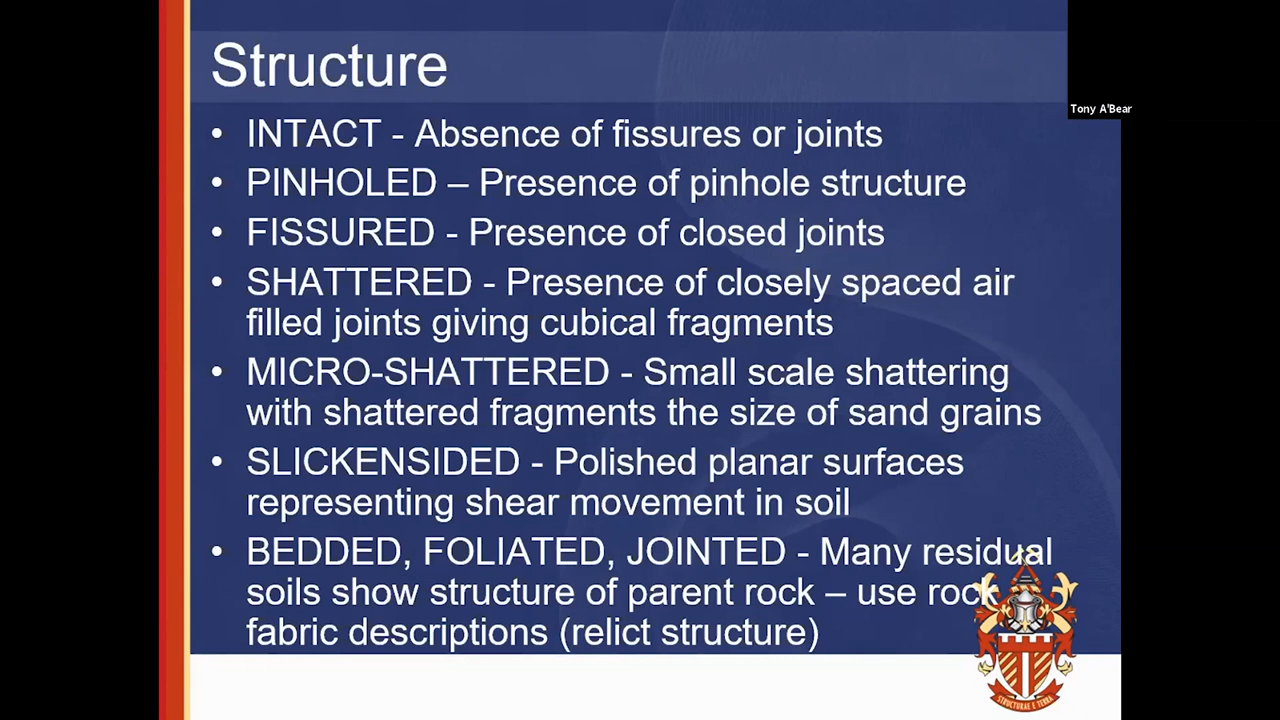 Structure
Tony A'Bear
• INTACT - Absence of fissures or joints
• PINHOLED – Presence of pinhole structure
• FISSURED - Presence of closed joints
• SHATTERED - Presence of closely spaced air
filled joints giving cubical fragments
• MICRO-SHATTERED - Small scale shattering
with shattered fragments the size of sand grains
• SLICKENSIDED - Polished planar surfaces
representing shear movement in soil
• BEDDED, FOLIATED, JOINTED - Many residual
soils show structure of parent rock – use rock
fabric descriptions (relict structure)
STRUCTURAE E TERRA